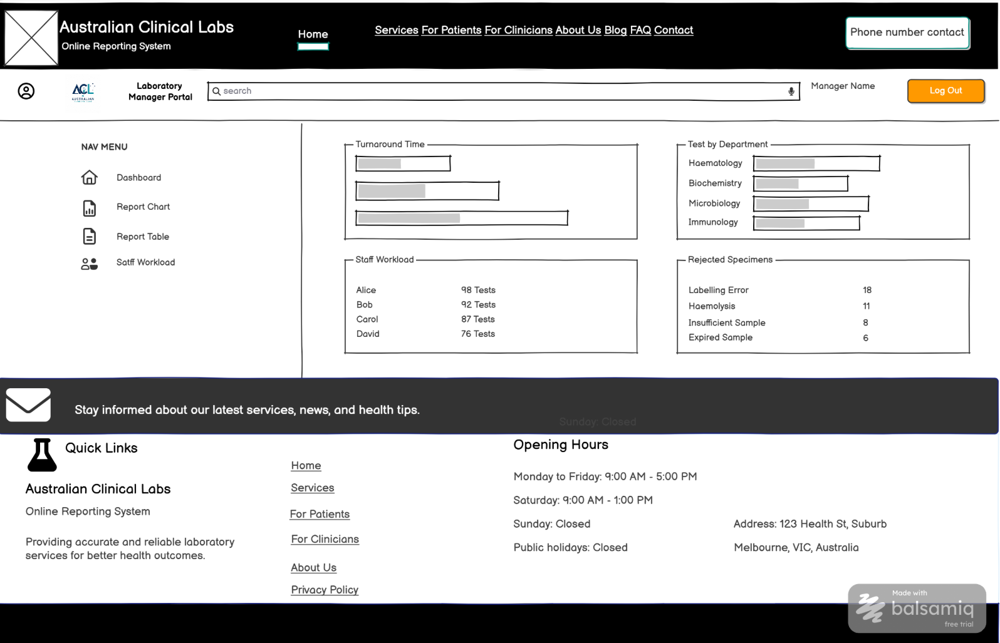 Australian Clinical Labs
Online Reporting System
Home
Services For Patients For Clinicians About Us Blog FAQ Contact
Phone number contact
ACL
AUSTRALIAN
Laboratory
Manager Portal
search
Manager Name
Log Out
NAV MENU
Dashboard
Report Chart
Report Table
Satff Workload
Turnaround Time
Test by Department
Haematology
Biochemistry
Microbiology
Immunology
Staff Workload
Alice 98 Tests
Bob 92 Tests
Carol 87 Tests
David 76 Tests
Rejected Specimens
Labelling Error 18
Haemolysis 11
Insufficient Sample 8
Expired Sample 6
Stay informed about our latest services, news, and health tips.
Sunday: Closed
Quick Links
Australian Clinical Labs
Online Reporting System
Providing accurate and reliable laboratory
services for better health outcomes.
Home
Services
For Patients
For Clinicians
About Us
Privacy Policy
Opening Hours
Monday to Friday: 9:00 AM - 5:00 PM
Saturday: 9:00 AM - 1:00 PM
Sunday: Closed
Public holidays: Closed
Address: 123 Health St, Suburb
Melbourne, VIC, Australia
Made with
balsamiq
free trial